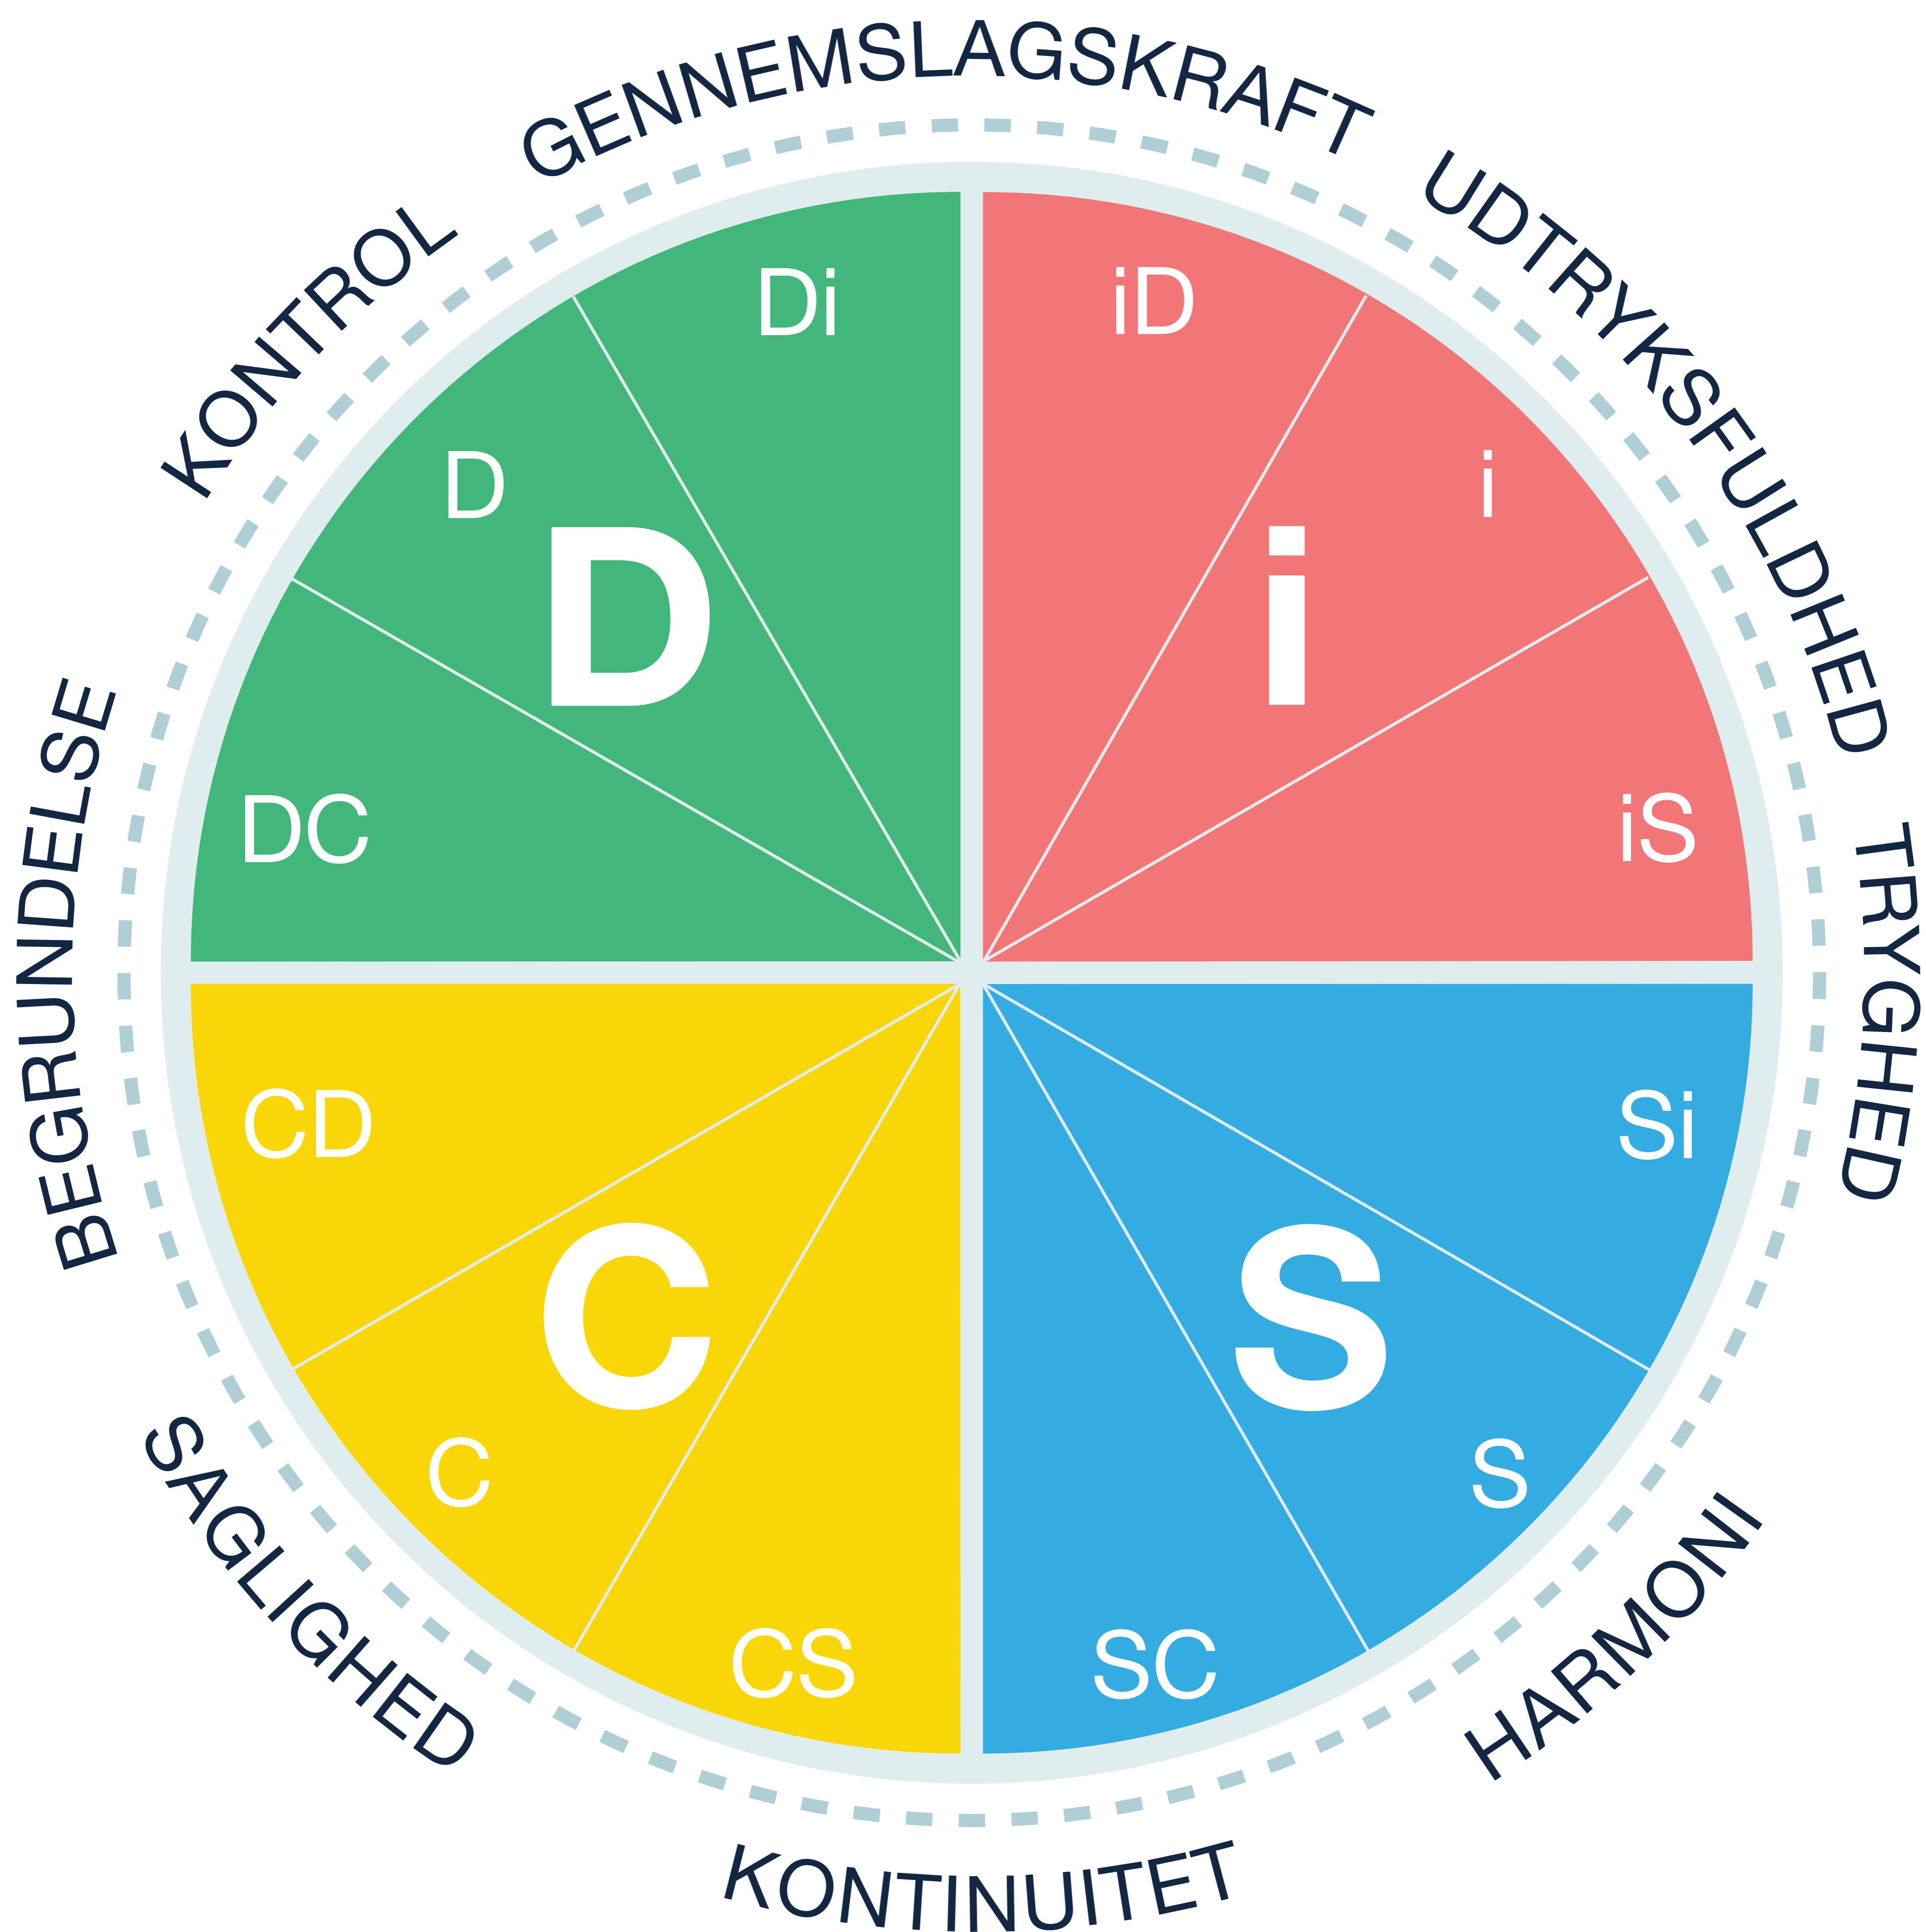 GENNEMSLAGSKRAFT
UDTRYKSFULDHED
TRYGHED
HARMONI
KONTINUITET
SAGLIGHED
BEGRUNDELSE
KONTROL
Di
D
D
DC
iD
i
i
iS
CD
C
C
CS
Si
S
S
SC